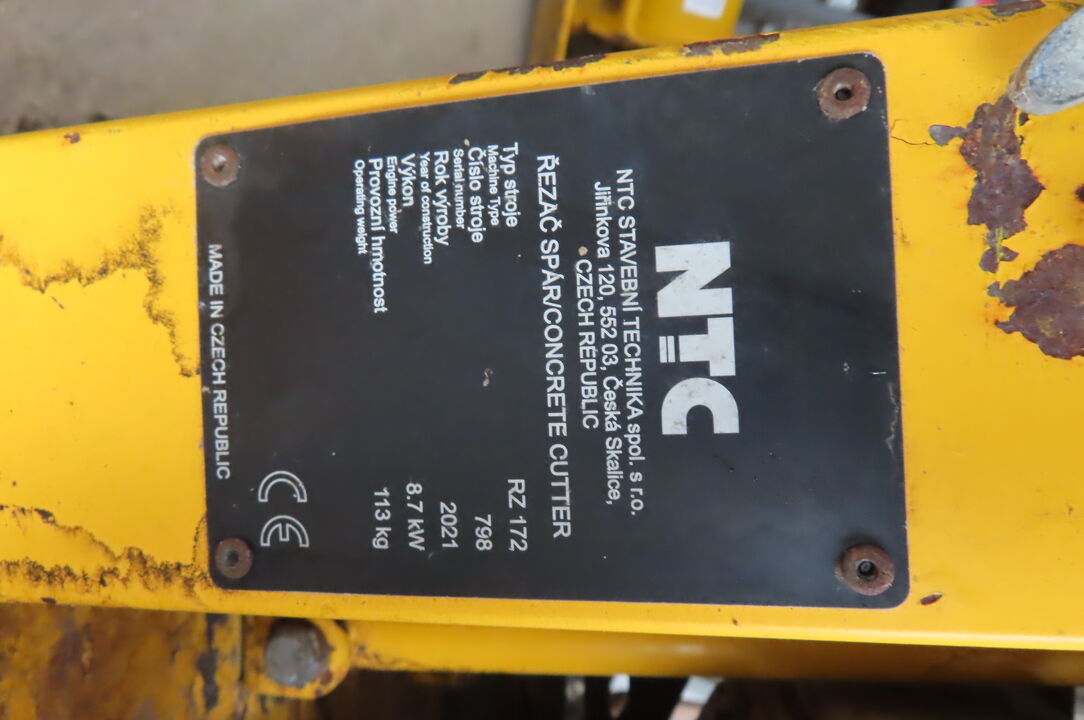 NTC
NTC STAVEBNÍ TECHNIKA spol. s r.o.
Jiřinkova 120, 552 03, Česká Skalice,
CZECH REPUBLIC
ŘEZAČ SPÁR/CONCRETE CUTTER
Typ stroje RZ 172
Machine Type
Číslo stroje 798
Serial number
Rok výroby 2021
Year of construction
Výkon 8.7 kW
Engine power
Provozní hmotnost 113 kg
Operating weight
CE
MADE IN CZECH REPUBLIC